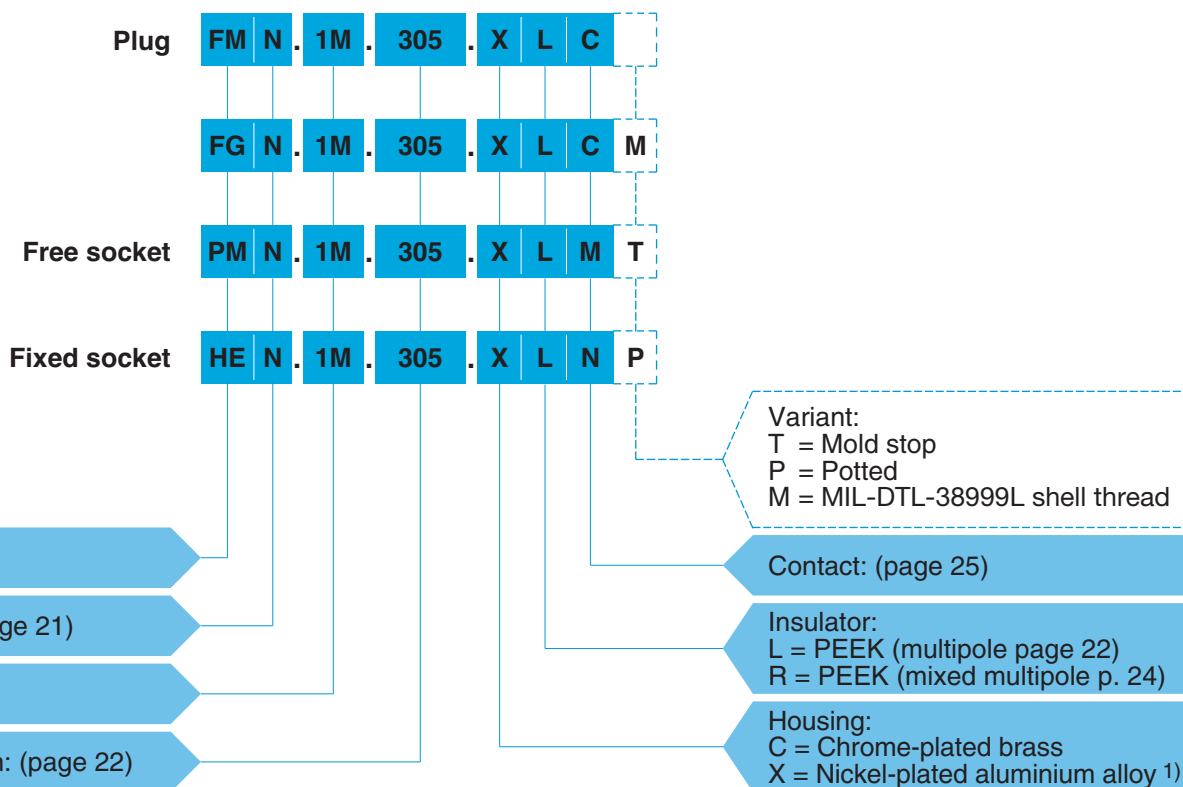 Plug FM N . 1M . 305 . X L C
FG N . 1M . 305 . X L C M
Free socket PM N . 1M . 305 . X L M T
Fixed socket HE N . 1M . 305 . X L N P
Variant:
T = Mold stop
P = Potted
M = MIL-DTL-38999L shell thread
Contact: (page 25)
21)
Insulator:
L = PEEK (multipole page 22)
R = PEEK (mixed multipole p. 24)
Housing:
C = Chrome-plated brass
X = Nickel-plated aluminium alloy 1)
(page 22)